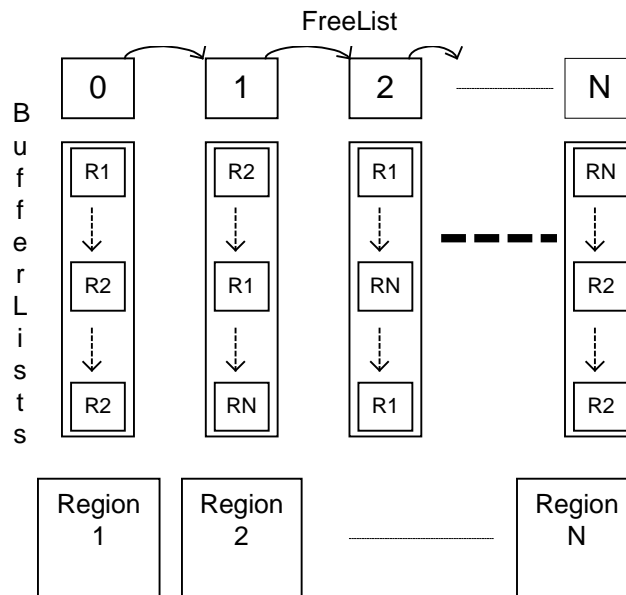 FreeList
0 1 2 N
BufferLists
R1 R2 R1 RN
R2 R1 RN R2
R2 RN R1 R2
Region Region Region
1 2 N